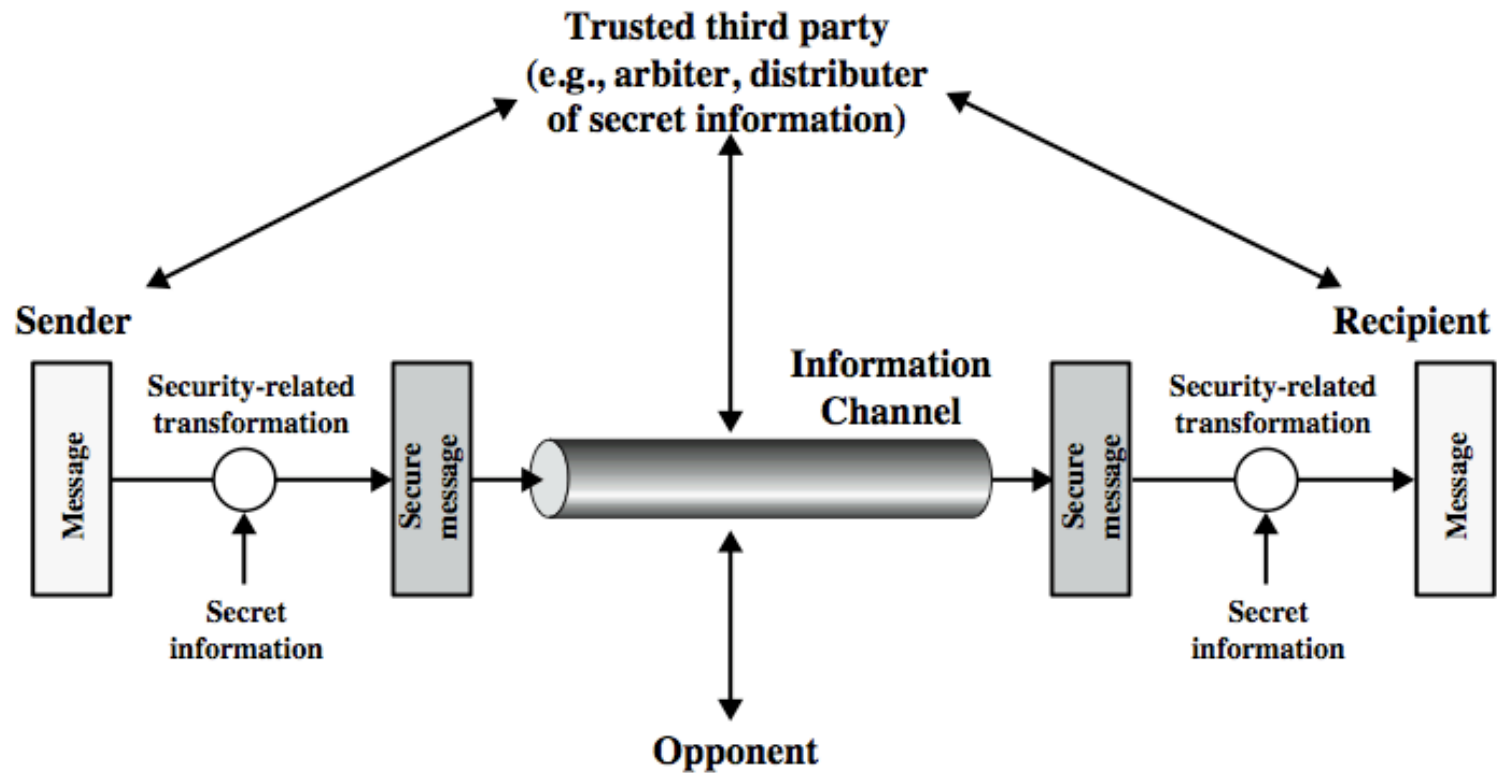 Trusted third party
(e.g., arbiter, distributer
of secret information)
Sender
Recipient
Information
Channel
Security-related
transformation
Security-related
transformation
Message
Secure
message
Secure
message
Message
Secret
information
Secret
information
Opponent